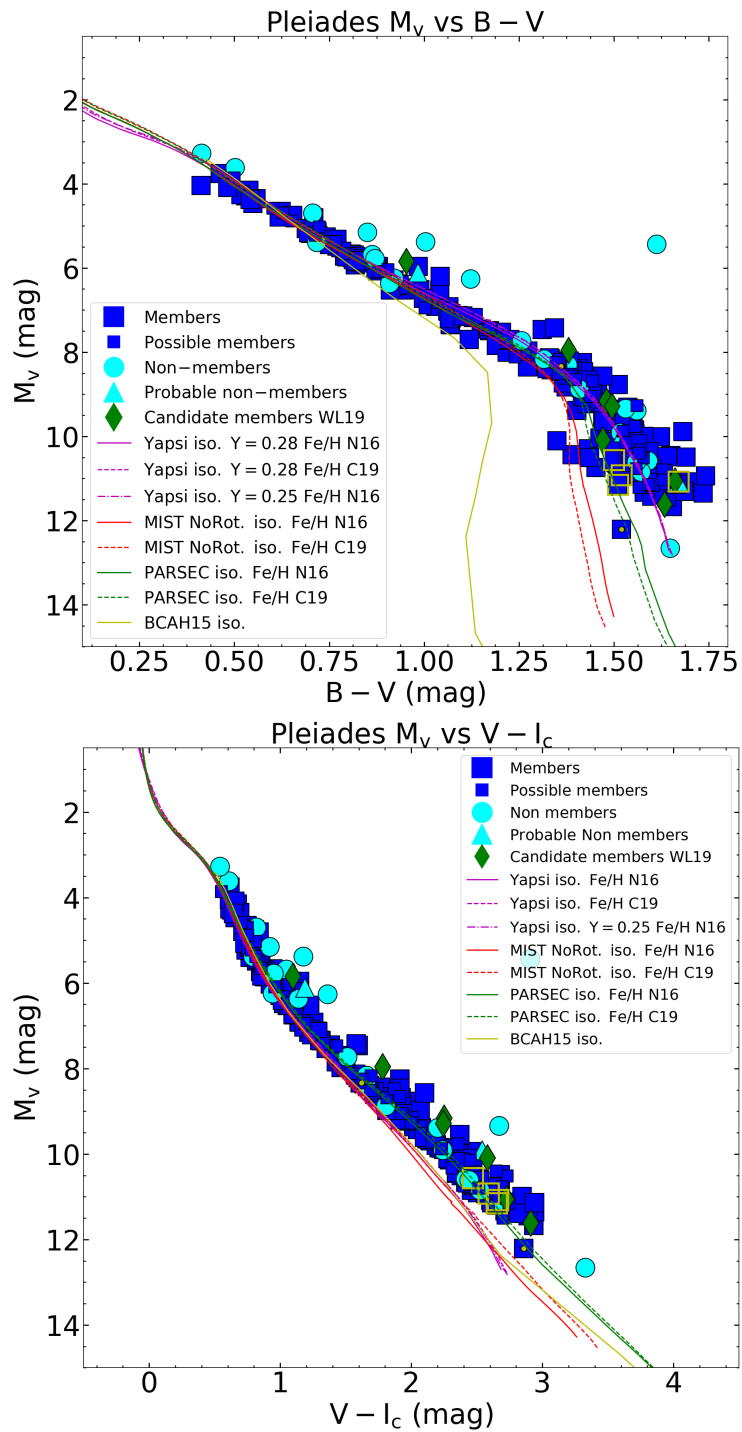 Pleiades Mᵥ vs B − V
2
4
6
8
10
12
14
Mᵥ (mag)
Members
Possible members
Non−members
Probable non−members
Candidate members WL19
Yapsi iso. Y = 0.28 Fe/H N16
Yapsi iso. Y = 0.28 Fe/H C19
Yapsi iso. Y = 0.25 Fe/H N16
MIST NoRot. iso. Fe/H N16
MIST NoRot. iso. Fe/H C19
PARSEC iso. Fe/H N16
PARSEC iso. Fe/H C19
BCAH15 iso.
0.25 0.50 0.75 1.00 1.25 1.50 1.75
B − V (mag)
Pleiades Mᵥ vs V − I_c
2
4
6
8
10
12
14
Mᵥ (mag)
Members
Possible members
Non members
Probable Non members
Candidate members WL19
Yapsi iso. Fe/H N16
Yapsi iso. Fe/H C19
Yapsi iso. Y = 0.25 Fe/H N16
MIST NoRot. iso. Fe/H N16
MIST NoRot. iso. Fe/H C19
PARSEC iso. Fe/H N16
PARSEC iso. Fe/H C19
BCAH15 iso.
0 1 2 3 4
V − I_c (mag)